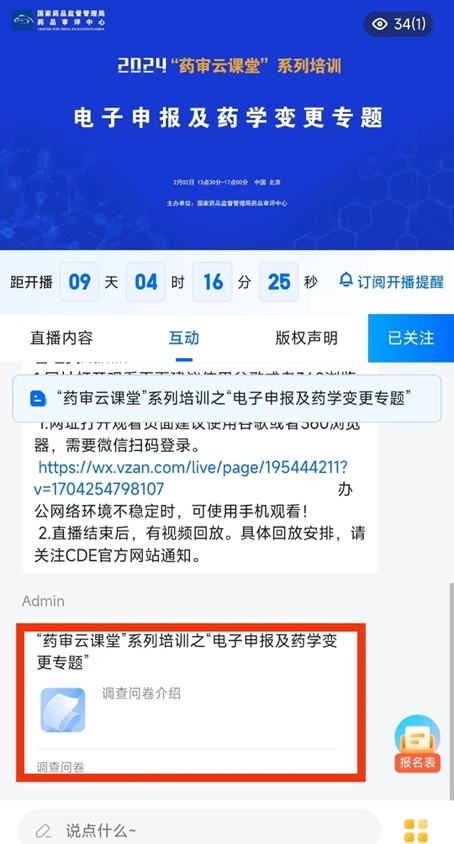 国家药品监督管理局
药品审评中心
CENTER FOR DRUG EVALUATION, NMPA
34(1)
2024“药审云课堂”系列培训
电子申报及药学变更专题
2月02日 13点30分-17点00分 中国 北京
主办单位：国家药品监督管理局药品审评中心
距开播 09 天 04 时 16 分 25 秒 订阅开播提醒
直播内容 互动 版权声明 已关注
“药审云课堂”系列培训之“电子申报及药学变更专题”
1.网址打开观看页面建议使用谷歌或者360浏览
器，需要微信扫码登录。
https://wx.vzan.com/live/page/195444211?
v=1704254798107 办
公网络环境不稳定时，可使用手机观看！
2.直播结束后，有视频回放。具体回放安排，请
关注CDE官方网站通知。
Admin
“药审云课堂”系列培训之“电子申报及药学变
更专题”
调查问卷介绍
调查问卷
报名表
说点什么~